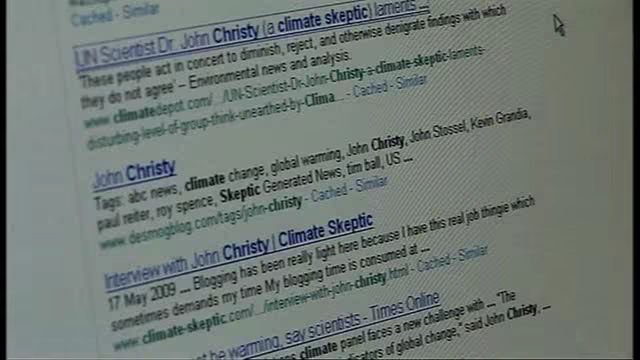 Cached - Similar
UN Scientist Dr. John Christy (a climate skeptic) laments ...
'These people act in concert to diminish, reject, and otherwise denigrate findings with which
they do not agree' -- Environmental news and analysis.
www.climatedepot.com/.../UN-Scientist-Dr-John-Christy-a-climate-skeptic-laments-
disturbing-level-of-group-think-unearthed-by-Clima... - Cached - Similar
John Christy
Tags: abc news, climate change, global warming, John Christy, John Stossel, Kevin Grandia,
paul reiter, roy spence, Skeptic Generated News, tim ball, US ...
www.desmogblog.com/tags/john-christy - Cached - Similar
Interview with John Christy | Climate Skeptic
17 May 2009 ... Blogging has been really light here because I have this real job thingie which
sometimes demands my time My blogging time is consumed at ...
www.climate-skeptic.com/.../interview-with-john-christy.html - Cached - Similar
not be warming, say scientists - Times Online
climate panel faces a new challenge with ... "The
indicators of global change," said John Christy, ...